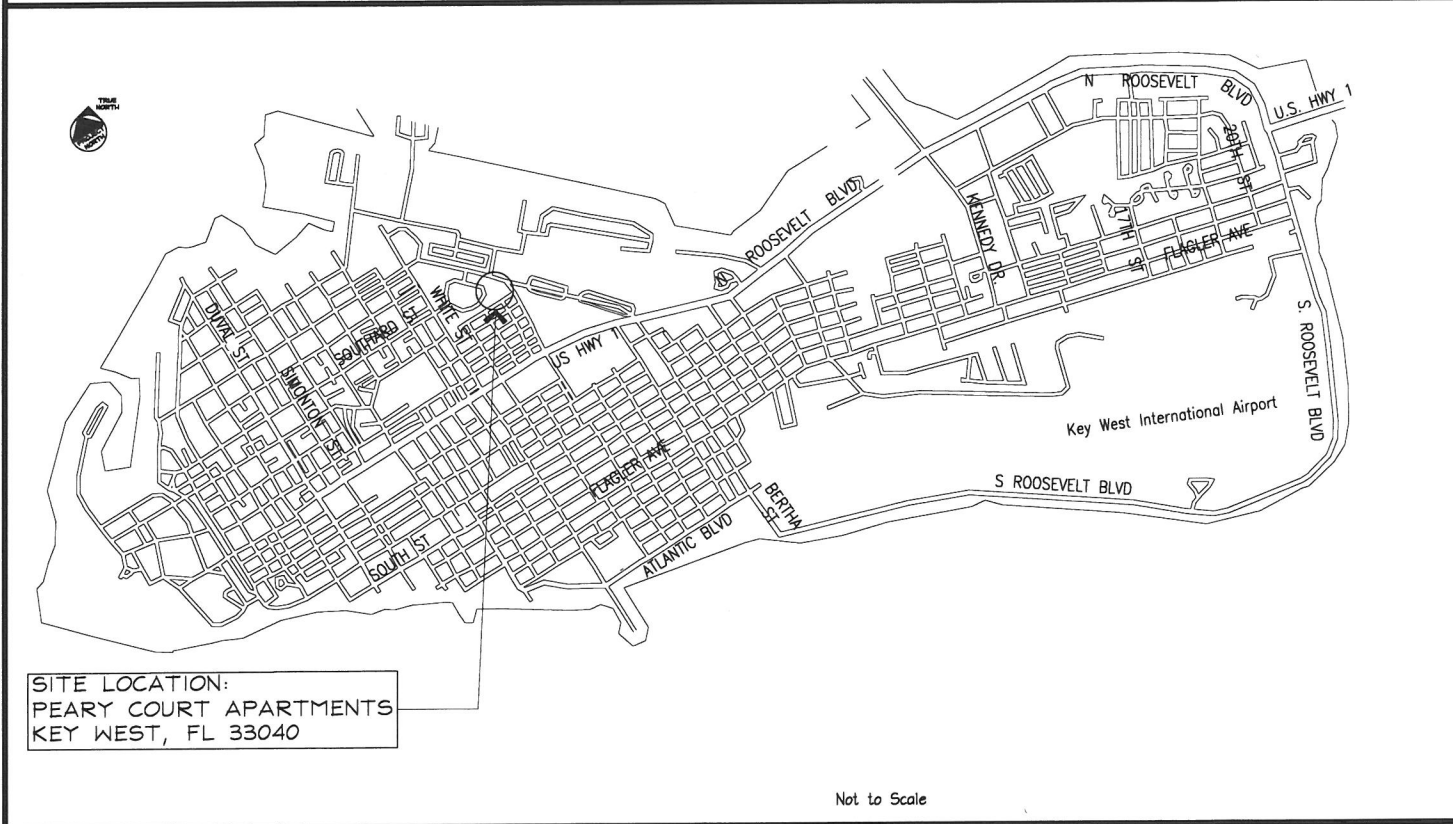 TRUE
NORTH
PROJECT
NORTH
N ROOSEVELT BLVD
U.S. HWY 1
20TH ST
KENNEDY DR.
17TH ST
FLAGLER AVE
N ROOSEVELT BLVD
WHITE ST
DUVAL ST
SOUTHARD ST
SIMONTON ST
US HWY 1
S. ROOSEVELT BLVD
Key West International Airport
FLAGLER AVE
S ROOSEVELT BLVD
BERTHA
ST
SOUTH ST
ATLANTIC BLVD
SITE LOCATION:
PEARY COURT APARTMENTS
KEY WEST, FL 33040
Not to Scale